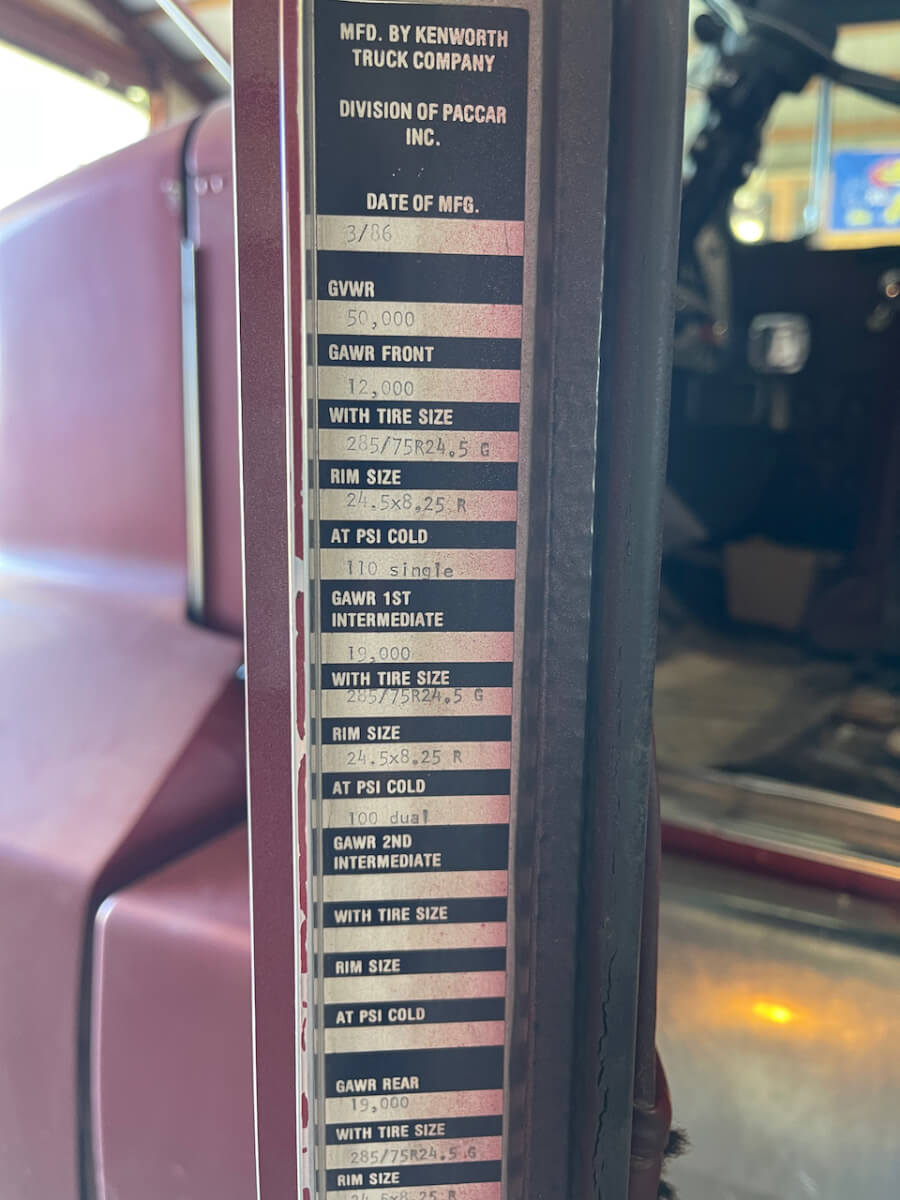 MFD. BY KENWORTH
TRUCK COMPANY
DIVISION OF PACCAR
INC.
DATE OF MFG.
3/86
GVWR
50,000
GAWR FRONT
12,000
WITH TIRE SIZE
285/75R24.5 G
RIM SIZE
24.5x8.25 R
AT PSI COLD
110 single
GAWR 1ST
INTERMEDIATE
19,000
WITH TIRE SIZE
285/75R24.5 G
RIM SIZE
24.5x8.25 R
AT PSI COLD
100 dual
GAWR 2ND
INTERMEDIATE
WITH TIRE SIZE
RIM SIZE
AT PSI COLD
GAWR REAR
19,000
WITH TIRE SIZE
285/75R24.5 G
RIM SIZE
24.5x8.25 R